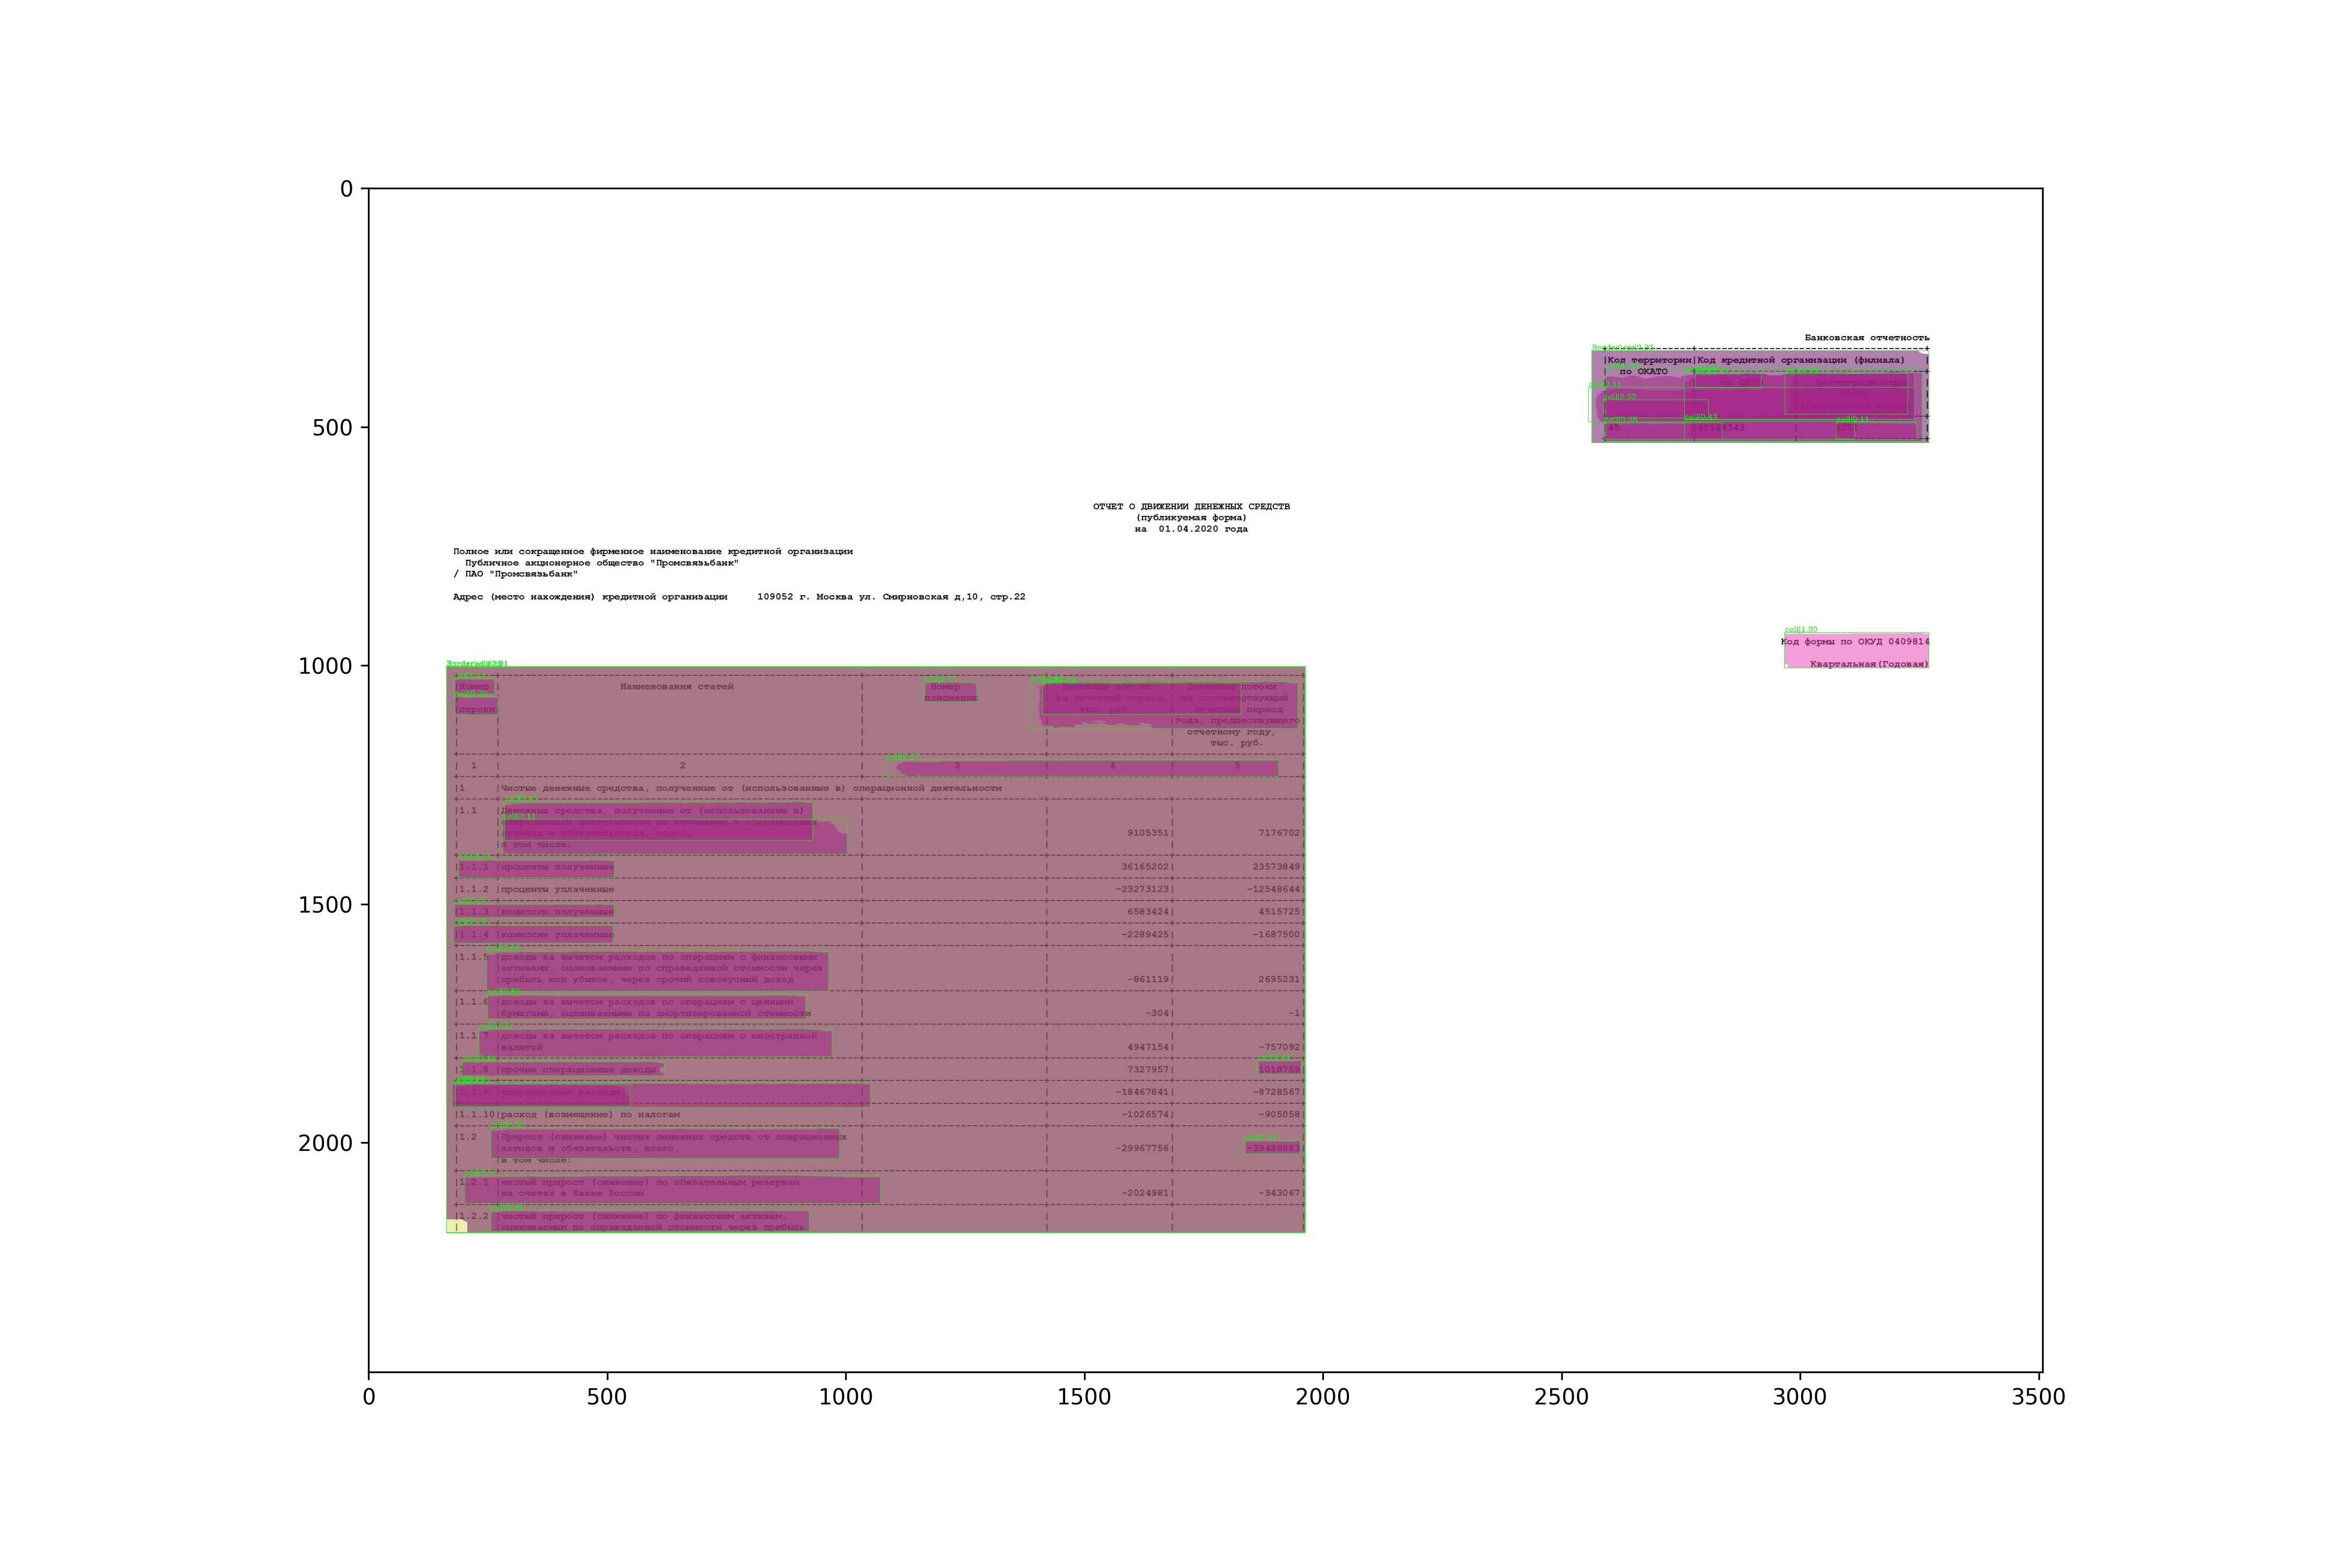 Банковская отчетность
|Код территории|Код кредитной организации (филиала)
по ОКАТО
по ОКПО
регистрационный
45
ОТЧЕТ О ДВИЖЕНИИ ДЕНЕЖНЫХ СРЕДСТВ
(публикуемая форма)
на 01.04.2020 года
Полное или сокращенное фирменное наименование кредитной организации
Публичное акционерное общество "Промсвязьбанк"
/ ПАО "Промсвязьбанк"
Адрес (место нахождения) кредитной организации 109052 г. Москва ул. Смирновская д,10, стр.22
Код формы по ОКУД 0409814
Квартальная(Годовая)
|Номер Наименования статей Номер Денежные потоки Денежные потоки
пояснения за отчетный период, за соответствующий
|строки тыс. руб. отчетный период
года, предшествующего
отчетному году,
тыс. руб.
1 2 3 4 5
|1 |Чистые денежные средства, полученные от (использованные в) операционной деятельности
|1.1 Денежные средства, полученные от (использованные в)
операционной деятельности до изменений в операционных
активах и обязательствах, всего, 9105351| 7176702|
в том числе:
|1.1.1 |проценты полученные 36165202| 23573849|
|1.1.2 |проценты уплаченные -23273123| -12548644|
|1.1.3 |комиссии полученные 6583424| 4515725|
|1.1.4 |комиссии уплаченные -2289425| -1687500|
|1.1.5 |доходы за вычетом расходов по операциям с финансовыми
|активами, оцениваемыми по справедливой стоимости через
|прибыль или убыток, через прочий совокупный доход -861119| 2695231|
|1.1.6 |доходы за вычетом расходов по операциям с ценными
|бумагами, оцениваемыми по амортизированной стоимости -304| -1|
|1.1.7 |доходы за вычетом расходов по операциям с иностранной
|валютой 4947154| -757092|
|1.1.8 |прочие операционные доходы 7327957| 1018759|
|1.1.9 |операционные расходы -18467841| -8728567|
|1.1.10|расход (возмещение) по налогам -1026574| -905058|
|1.2 |Прирост (снижение) чистых денежных средств от операционных
|активов и обязательств, всего, -29967756| -39488883|
|в том числе:
|1.2.1 |чистый прирост (снижение) по обязательным резервам
|на счетах в Банке России -2024981| -343067|
|1.2.2 |чистый прирост (снижение) по финансовым активам,
|оцениваемым по справедливой стоимости через прибыль
0
500
1000
1500
2000
0 500 1000 1500 2000 2500 3000 3500
cell|1.00